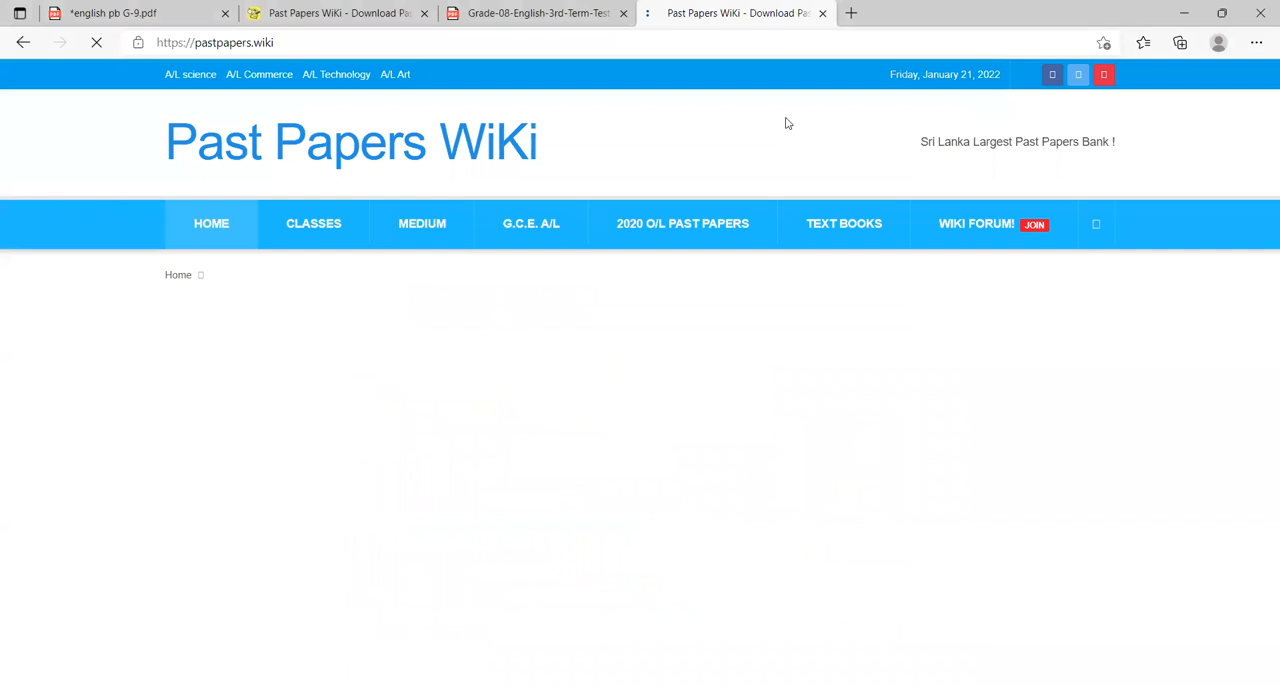 *english pb G-9.pdf
Past Papers WiKi - Download Pa
Grade-08-English-3rd-Term-Test
Past Papers WiKi - Download Pa
https://pastpapers.wiki
A/L science A/L Commerce A/L Technology A/L Art
Friday, January 21, 2022
Past Papers WiKi
Sri Lanka Largest Past Papers Bank !
HOME CLASSES MEDIUM G.C.E. A/L 2020 O/L PAST PAPERS TEXT BOOKS WIKI FORUM! JOIN
Home